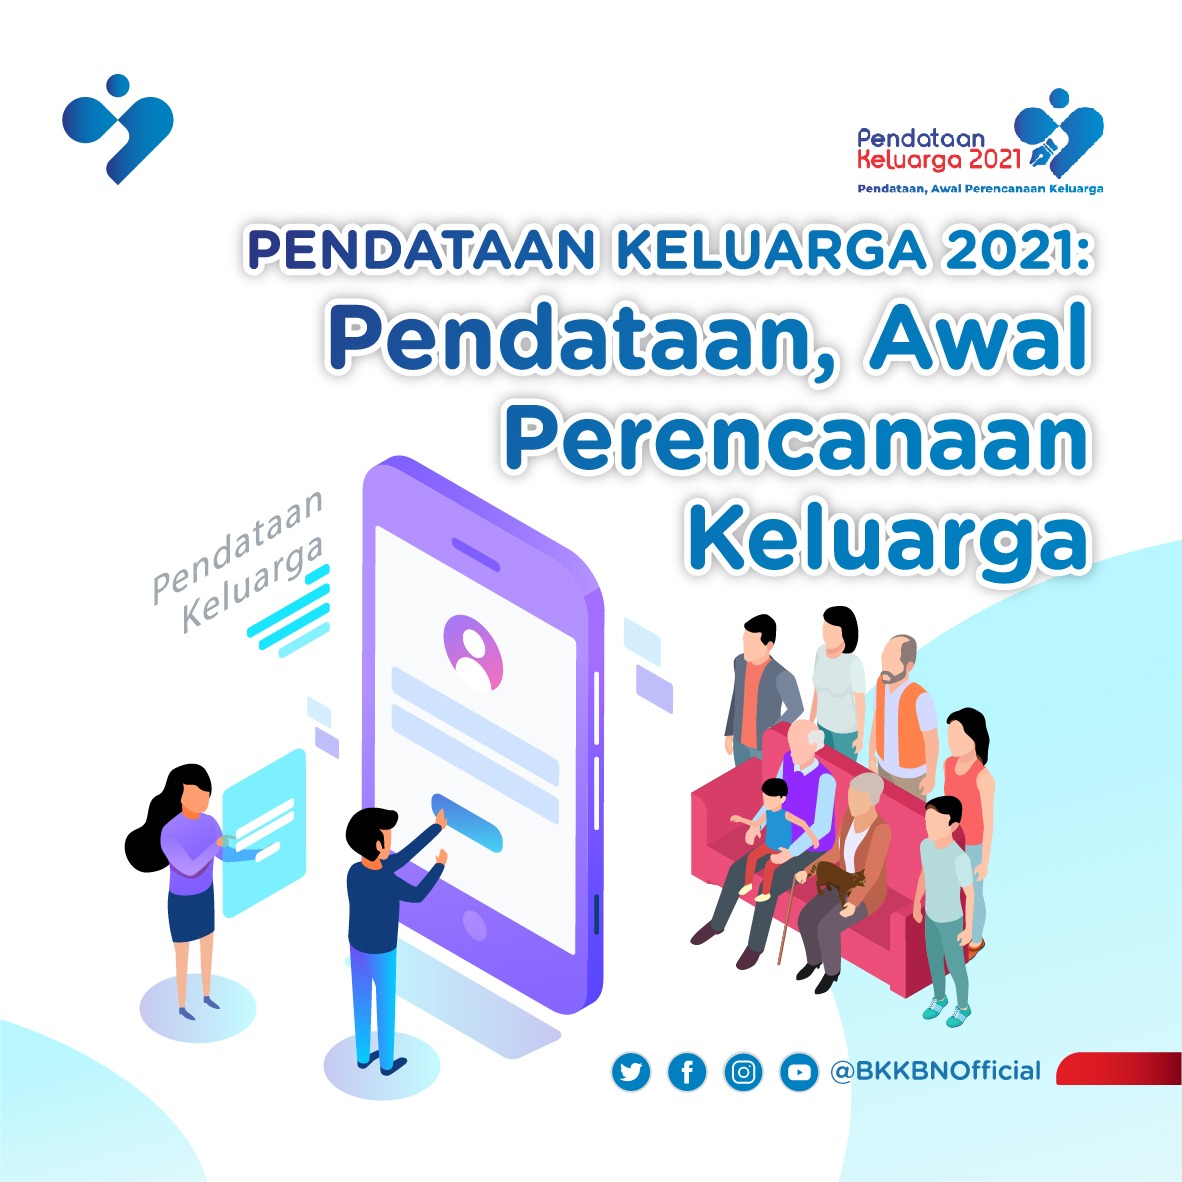 Pendataan
Keluarga 2021
Pendataan, Awal Perencanaan Keluarga
PENDATAAN KELUARGA 2021:
Pendataan, Awal
Perencanaan
Keluarga
Pendataan
Keluarga
@BKKBNOfficial